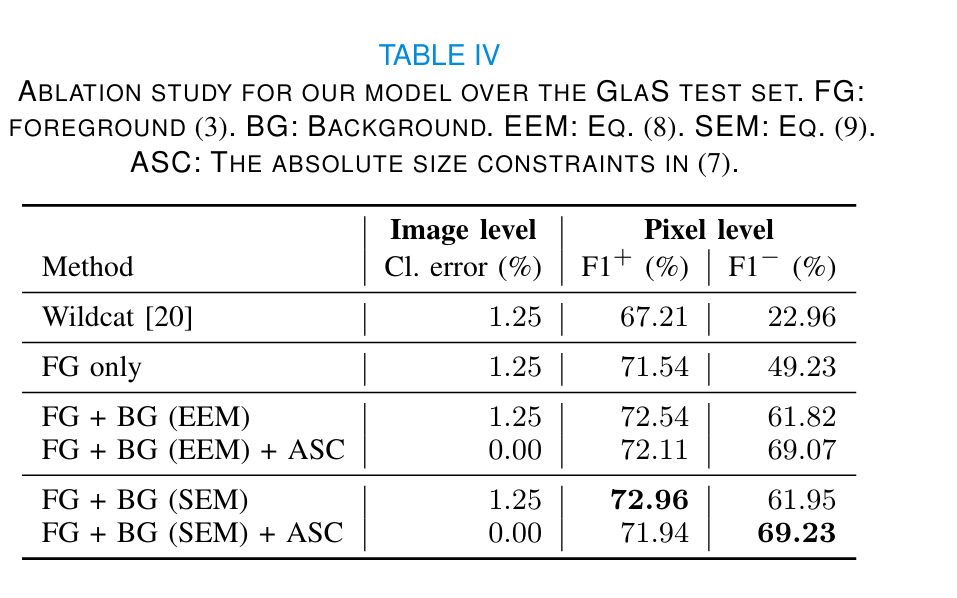 TABLE IV
ABLATION STUDY FOR OUR MODEL OVER THE GLAS TEST SET. FG:
FOREGROUND (3). BG: BACKGROUND. EEM: EQ. (8). SEM: EQ. (9).
ASC: THE ABSOLUTE SIZE CONSTRAINTS IN (7).
Image level Pixel level
Method Cl. error (%) F1+ (%) F1− (%)
Wildcat [20] 1.25 67.21 22.96
FG only 1.25 71.54 49.23
FG + BG (EEM) 1.25 72.54 61.82
FG + BG (EEM) + ASC 0.00 72.11 69.07
FG + BG (SEM) 1.25 72.96 61.95
FG + BG (SEM) + ASC 0.00 71.94 69.23